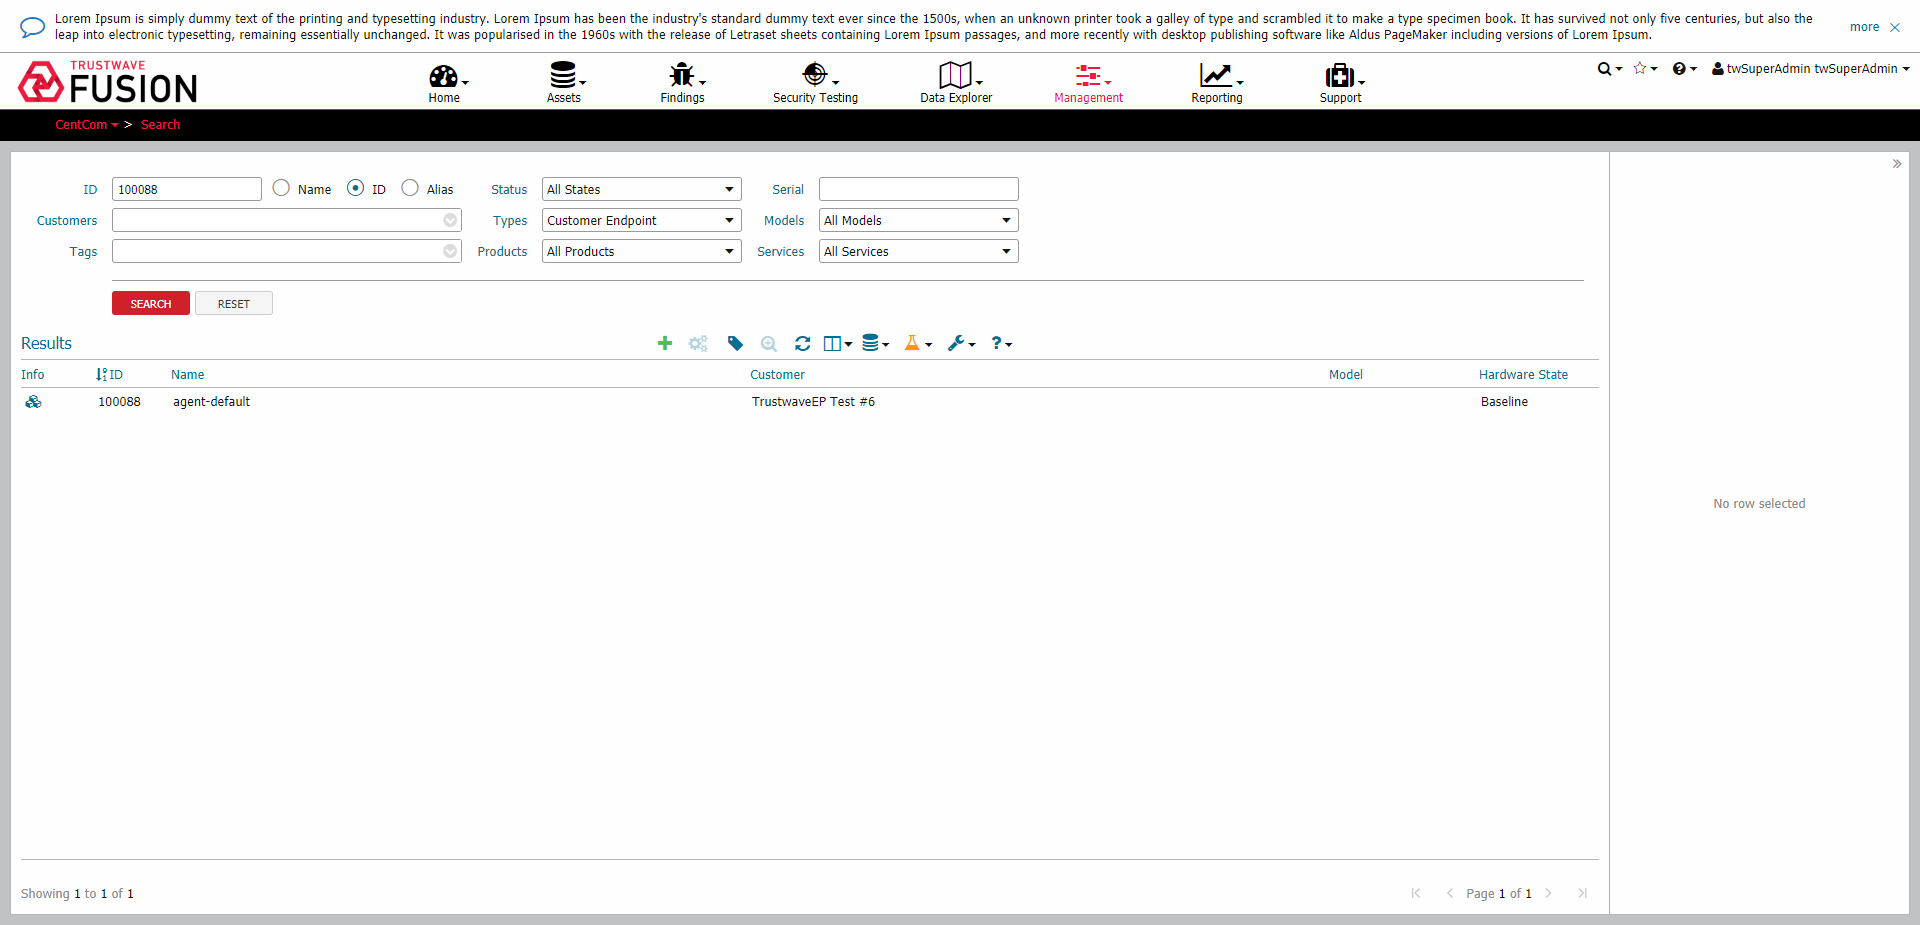 Lorem Ipsum is simply dummy text of the printing and typesetting industry. Lorem Ipsum has been the industry's standard dummy text ever since the 1500s, when an unknown printer took a galley of type and scrambled it to make a type specimen book. It has survived not only five centuries, but also the
leap into electronic typesetting, remaining essentially unchanged. It was popularised in the 1960s with the release of Letraset sheets containing Lorem Ipsum passages, and more recently with desktop publishing software like Aldus PageMaker including versions of Lorem Ipsum.
more
TRUSTWAVE
FUSION
Home
Assets
Findings
Security Testing
Data Explorer
Management
Reporting
Support
twSuperAdmin twSuperAdmin
CentCom > Search
ID 100088 Name ID Alias Status All States Serial
Customers Types Customer Endpoint Models All Models
Tags Products All Products Services All Services
SEARCH RESET
Results
Info ID Name Customer Model Hardware State
100088 agent-default TrustwaveEP Test #6 Baseline
No row selected
Showing 1 to 1 of 1
Page 1 of 1